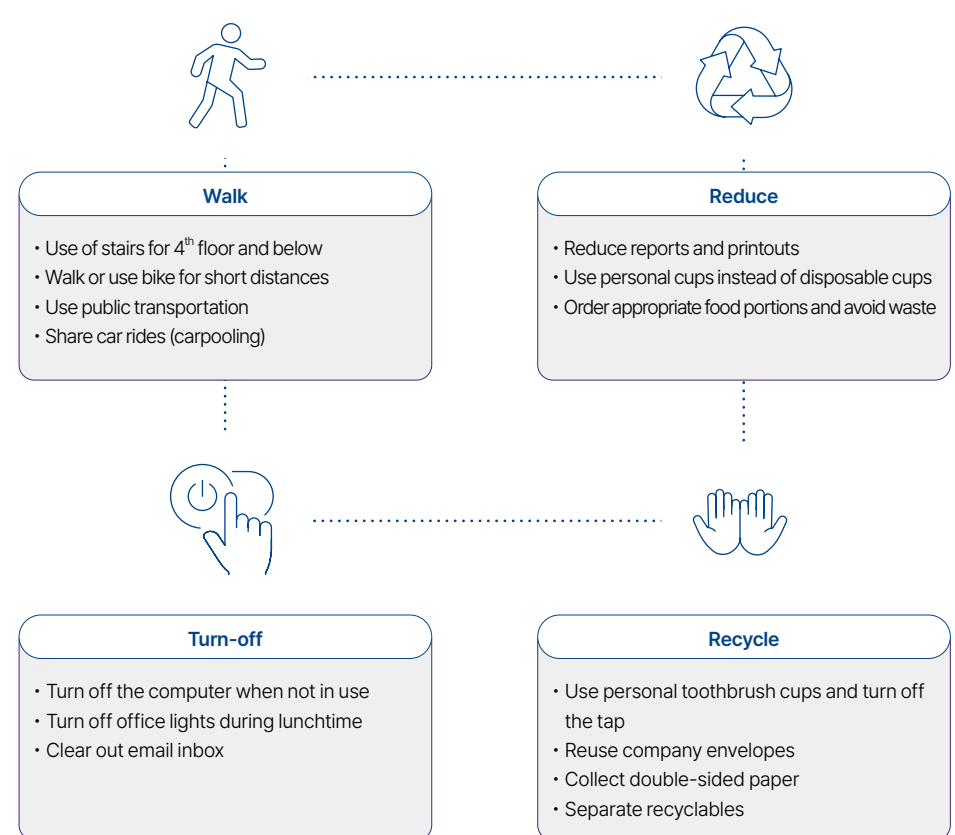 Walk
• Use of stairs for 4th floor and below
• Walk or use bike for short distances
• Use public transportation
• Share car rides (carpooling)
Reduce
• Reduce reports and printouts
• Use personal cups instead of disposable cups
• Order appropriate food portions and avoid waste
Turn-off
• Turn off the computer when not in use
• Turn off office lights during lunchtime
• Clear out email inbox
Recycle
• Use personal toothbrush cups and turn off
the tap
• Reuse company envelopes
• Collect double-sided paper
• Separate recyclables